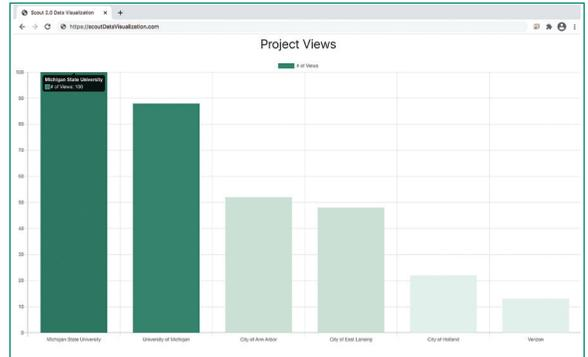 Scout 2.0 Data Visualization × +
https://scoutDataVisualization.com
Project Views
# of Views
100
Michigan State University
# of Views: 100
90
80
70
60
50
40
30
20
10
0
Michigan State University University of Michigan City of Ann Arbor City of East Lansing City of Holland Verizon